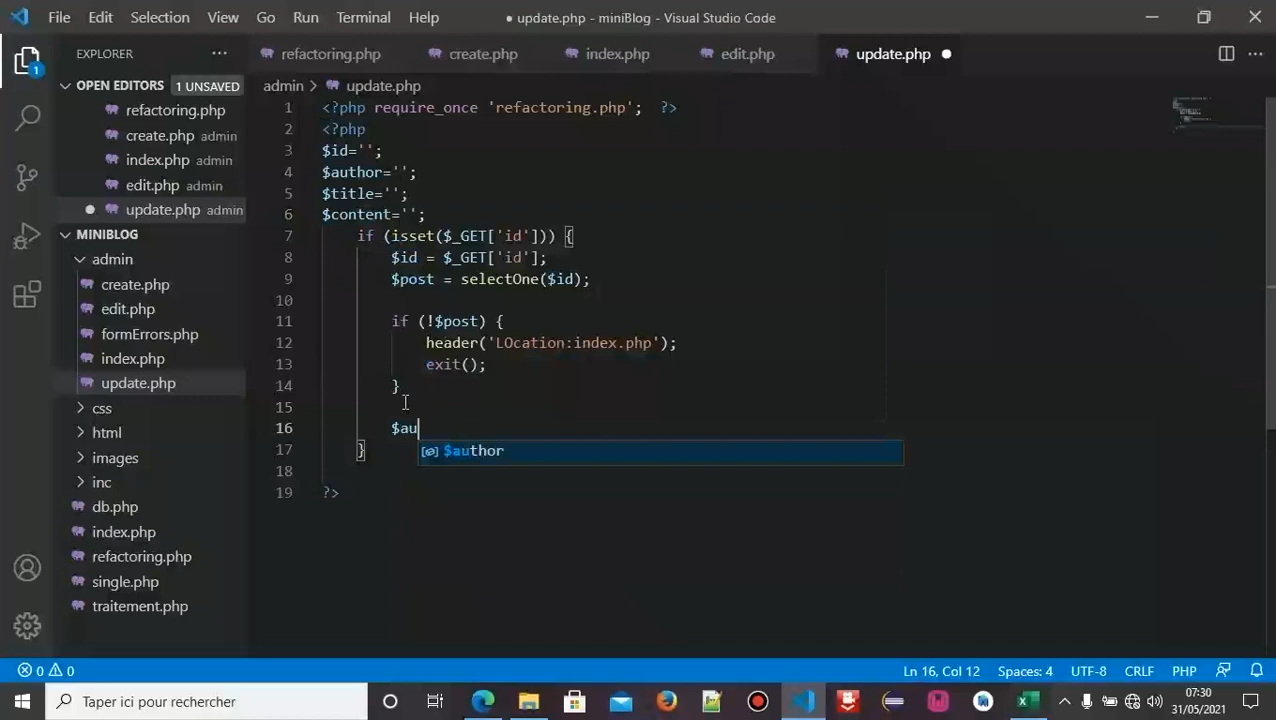 File Edit Selection View Go Run Terminal Help
● update.php - miniBlog - Visual Studio Code
EXPLORER
refactoring.php create.php index.php edit.php update.php
OPEN EDITORS 1 UNSAVED
refactoring.php
create.php admin
index.php admin
edit.php admin
update.php admin
MINIBLOG
admin
create.php
edit.php
formErrors.php
index.php
update.php
css
html
images
inc
db.php
index.php
refactoring.php
single.php
traitement.php
1
admin > update.php
1 <?php require_once 'refactoring.php';  ?>
2 <?php
3 $id='';
4 $author='';
5 $title='';
6 $content='';
7 if (isset($_GET['id'])) {
8 $id = $_GET['id'];
9 $post = selectOne($id);
10
11 if (!$post) {
12 header('LOcation:index.php');
13 exit();
14 }
15
16 $au
17 }
18
19 ?>
$author
0 0
Ln 16, Col 12 Spaces: 4 UTF-8 CRLF PHP
Taper ici pour rechercher
07:30
31/05/2021